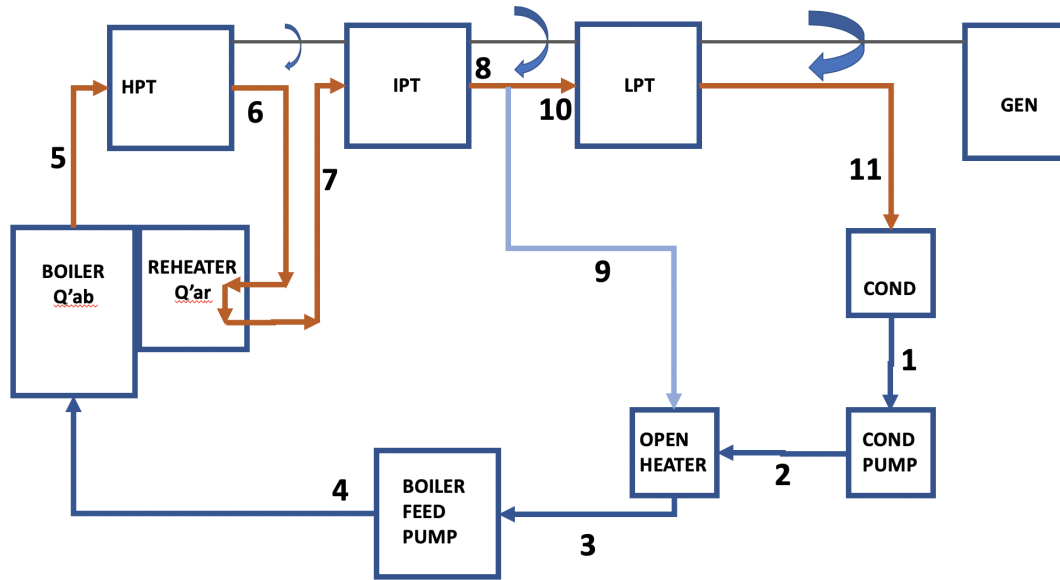 HPT
IPT
LPT
GEN
8
10
6
5
7
11
9
BOILER
Q'ab
REHEATER
Q'ar
COND
1
OPEN
HEATER
COND
PUMP
2
4
BOILER
FEED
PUMP
3